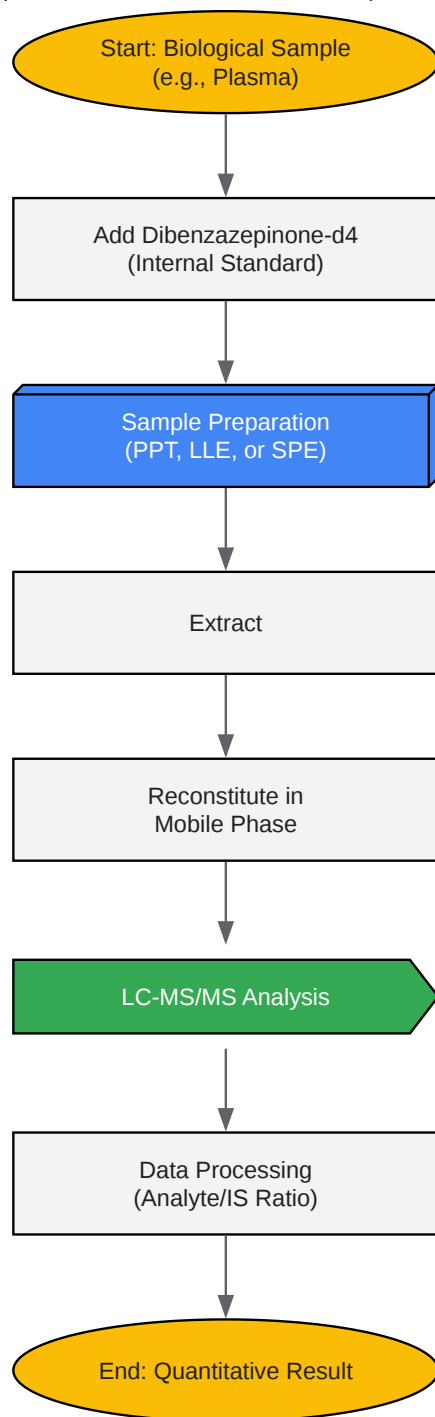 Start: Biological Sample
(e.g., Plasma)
Add Dibenzazepinone-d4
(Internal Standard)
Sample Preparation
(PPT, LLE, or SPE)
Extract
Reconstitute in
Mobile Phase
LC-MS/MS Analysis
Data Processing
(Analyte/IS Ratio)
End: Quantitative Result